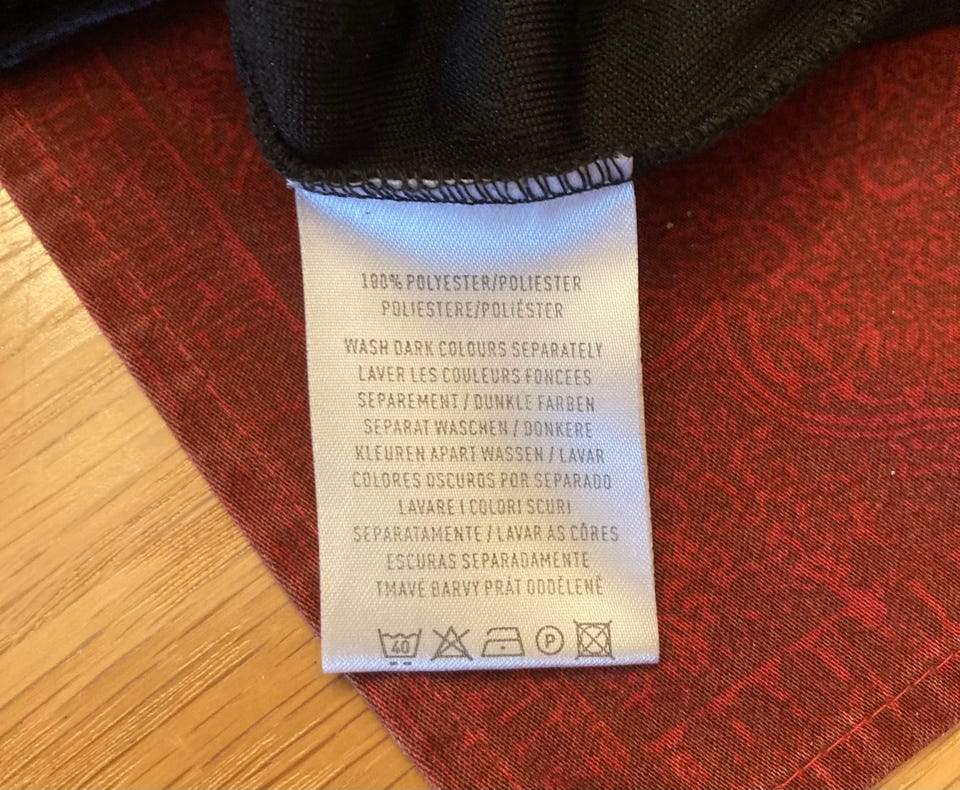 100% POLYESTER/POLIESTER
POLIESTERE/POLIÉSTER
WASH DARK COLOURS SEPARATELY
LAVER LES COULEURS FONCEES
SEPAREMENT / DUNKLE FARBEN
SEPARAT WASCHEN / DONKERE
KLEUREN APART WASSEN / LAVAR
COLORES OSCUROS POR SEPARADO
LAVARE I COLORI SCURI
SEPARATAMENTE / LAVAR AS CÔRES
ESCURAS SEPARADAMENTE
TMAVÉ BARVY PRÁT ODDĚLENĚ
40 P